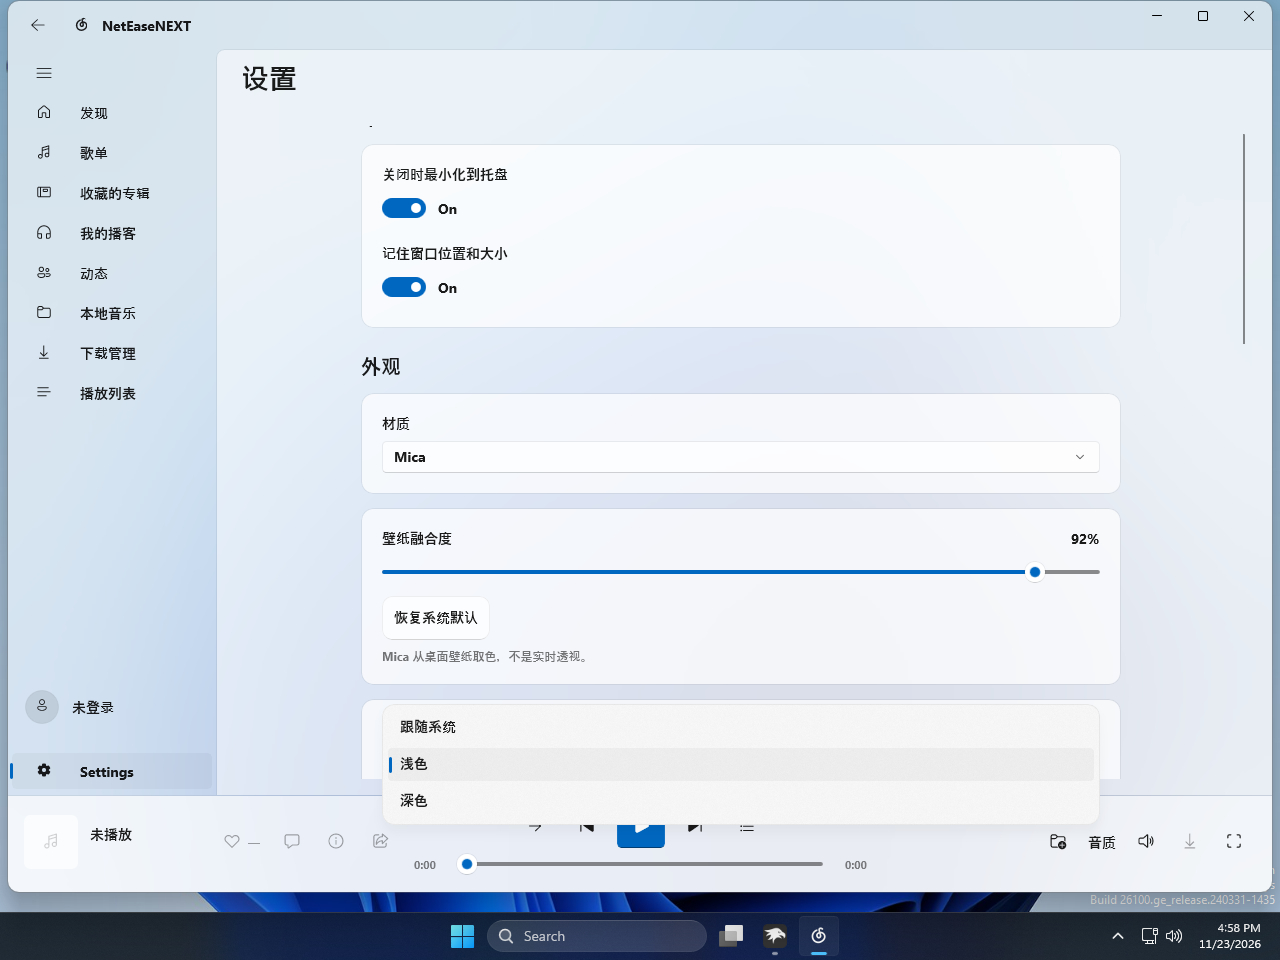 NetEaseNEXT
设置
发现
歌单
收藏的专辑
我的播客
动态
本地音乐
下载管理
播放列表
未登录
Settings
关闭时最小化到托盘
On
记住窗口位置和大小
On
外观
材质
Mica
壁纸融合度
92%
恢复系统默认
Mica 从桌面壁纸取色，不是实时透视。
跟随系统
浅色
深色
未播放
0:00
0:00
音质
Build 26100.ge_release.240331-1435
Search
4:58 PM
11/23/2026